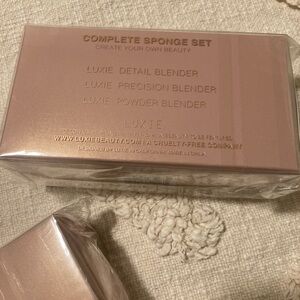 COMPLETE SPONGE SET
CREATE YOUR OWN BEAUTY
LUXIE DETAIL BLENDER
LUXIE PRECISION BLENDER
LUXIE POWDER BLENDER
LUXIE
WWW.LUXIEBEAUTY.COM | A CRUELTY-FREE COMPANY